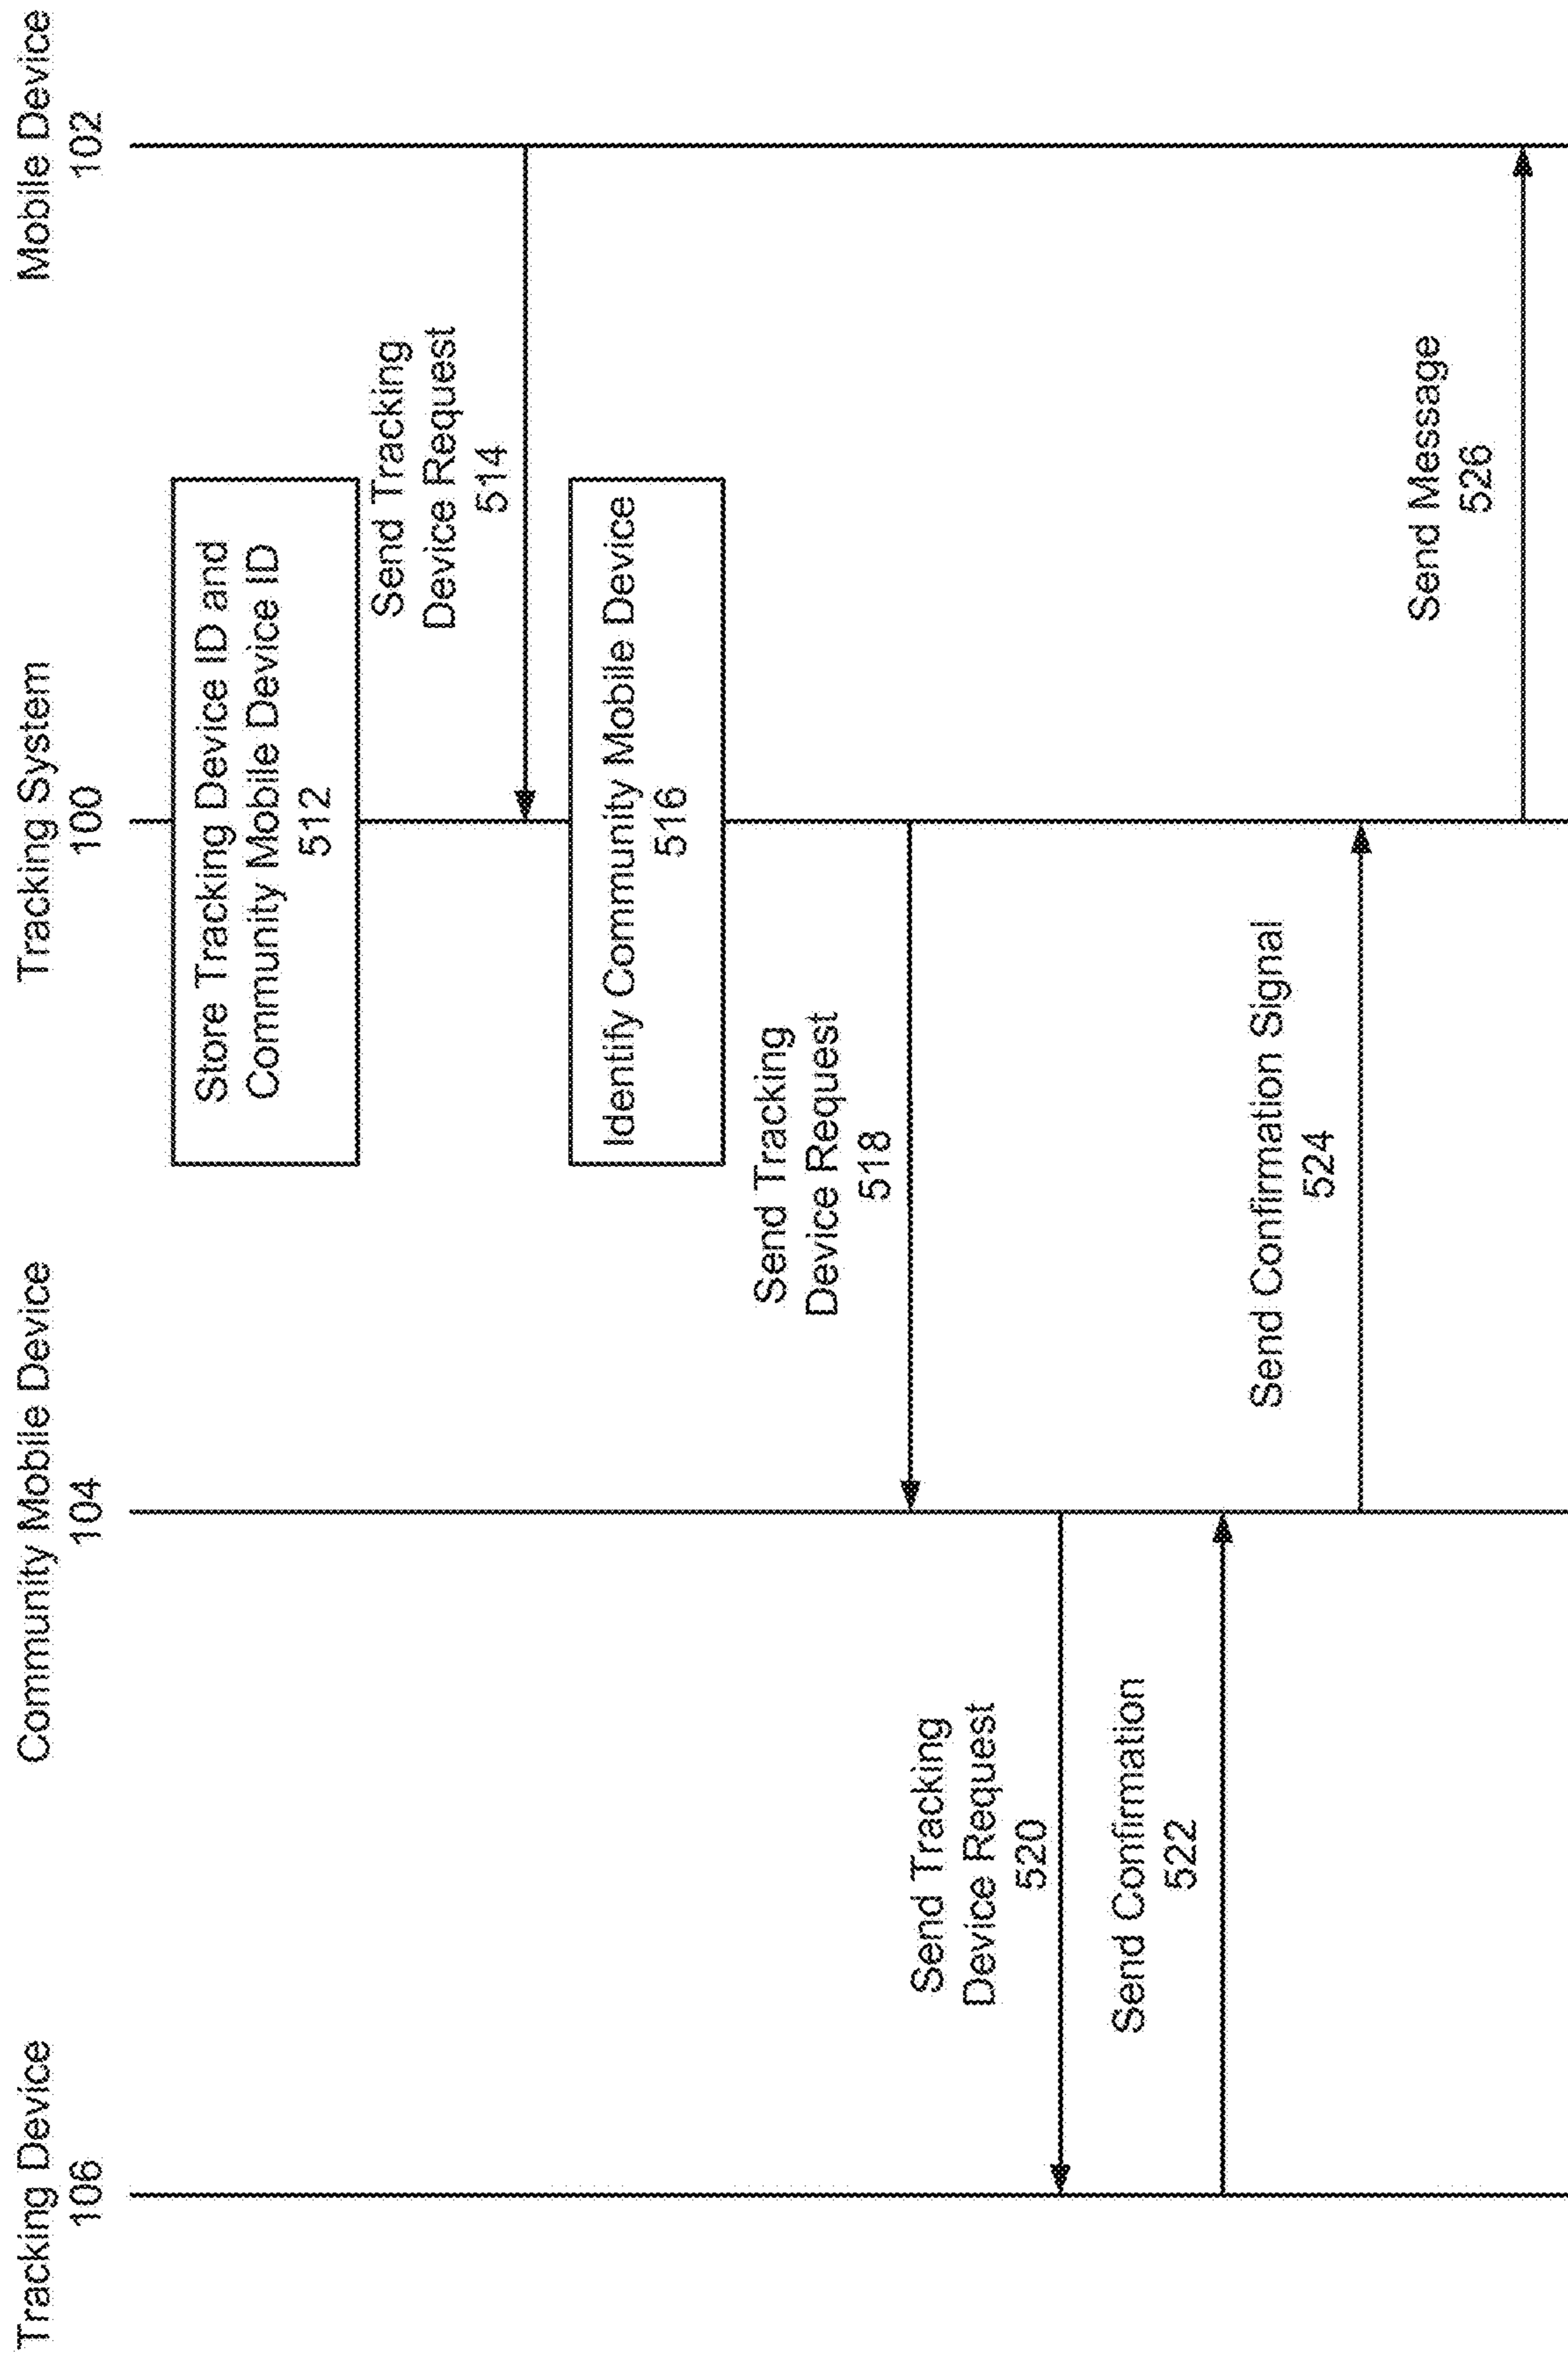 Tracking Device
106
Community Mobile Device
104
Tracking System
100
Mobile Device
102
Store Tracking Device ID and
Community Mobile Device ID
512
Send Tracking
Device Request
514
Identify Community Mobile Device
516
Send Tracking
Device Request
518
Send Tracking
Device Request
520
Send Confirmation
522
Send Confirmation Signal
524
Send Message
526